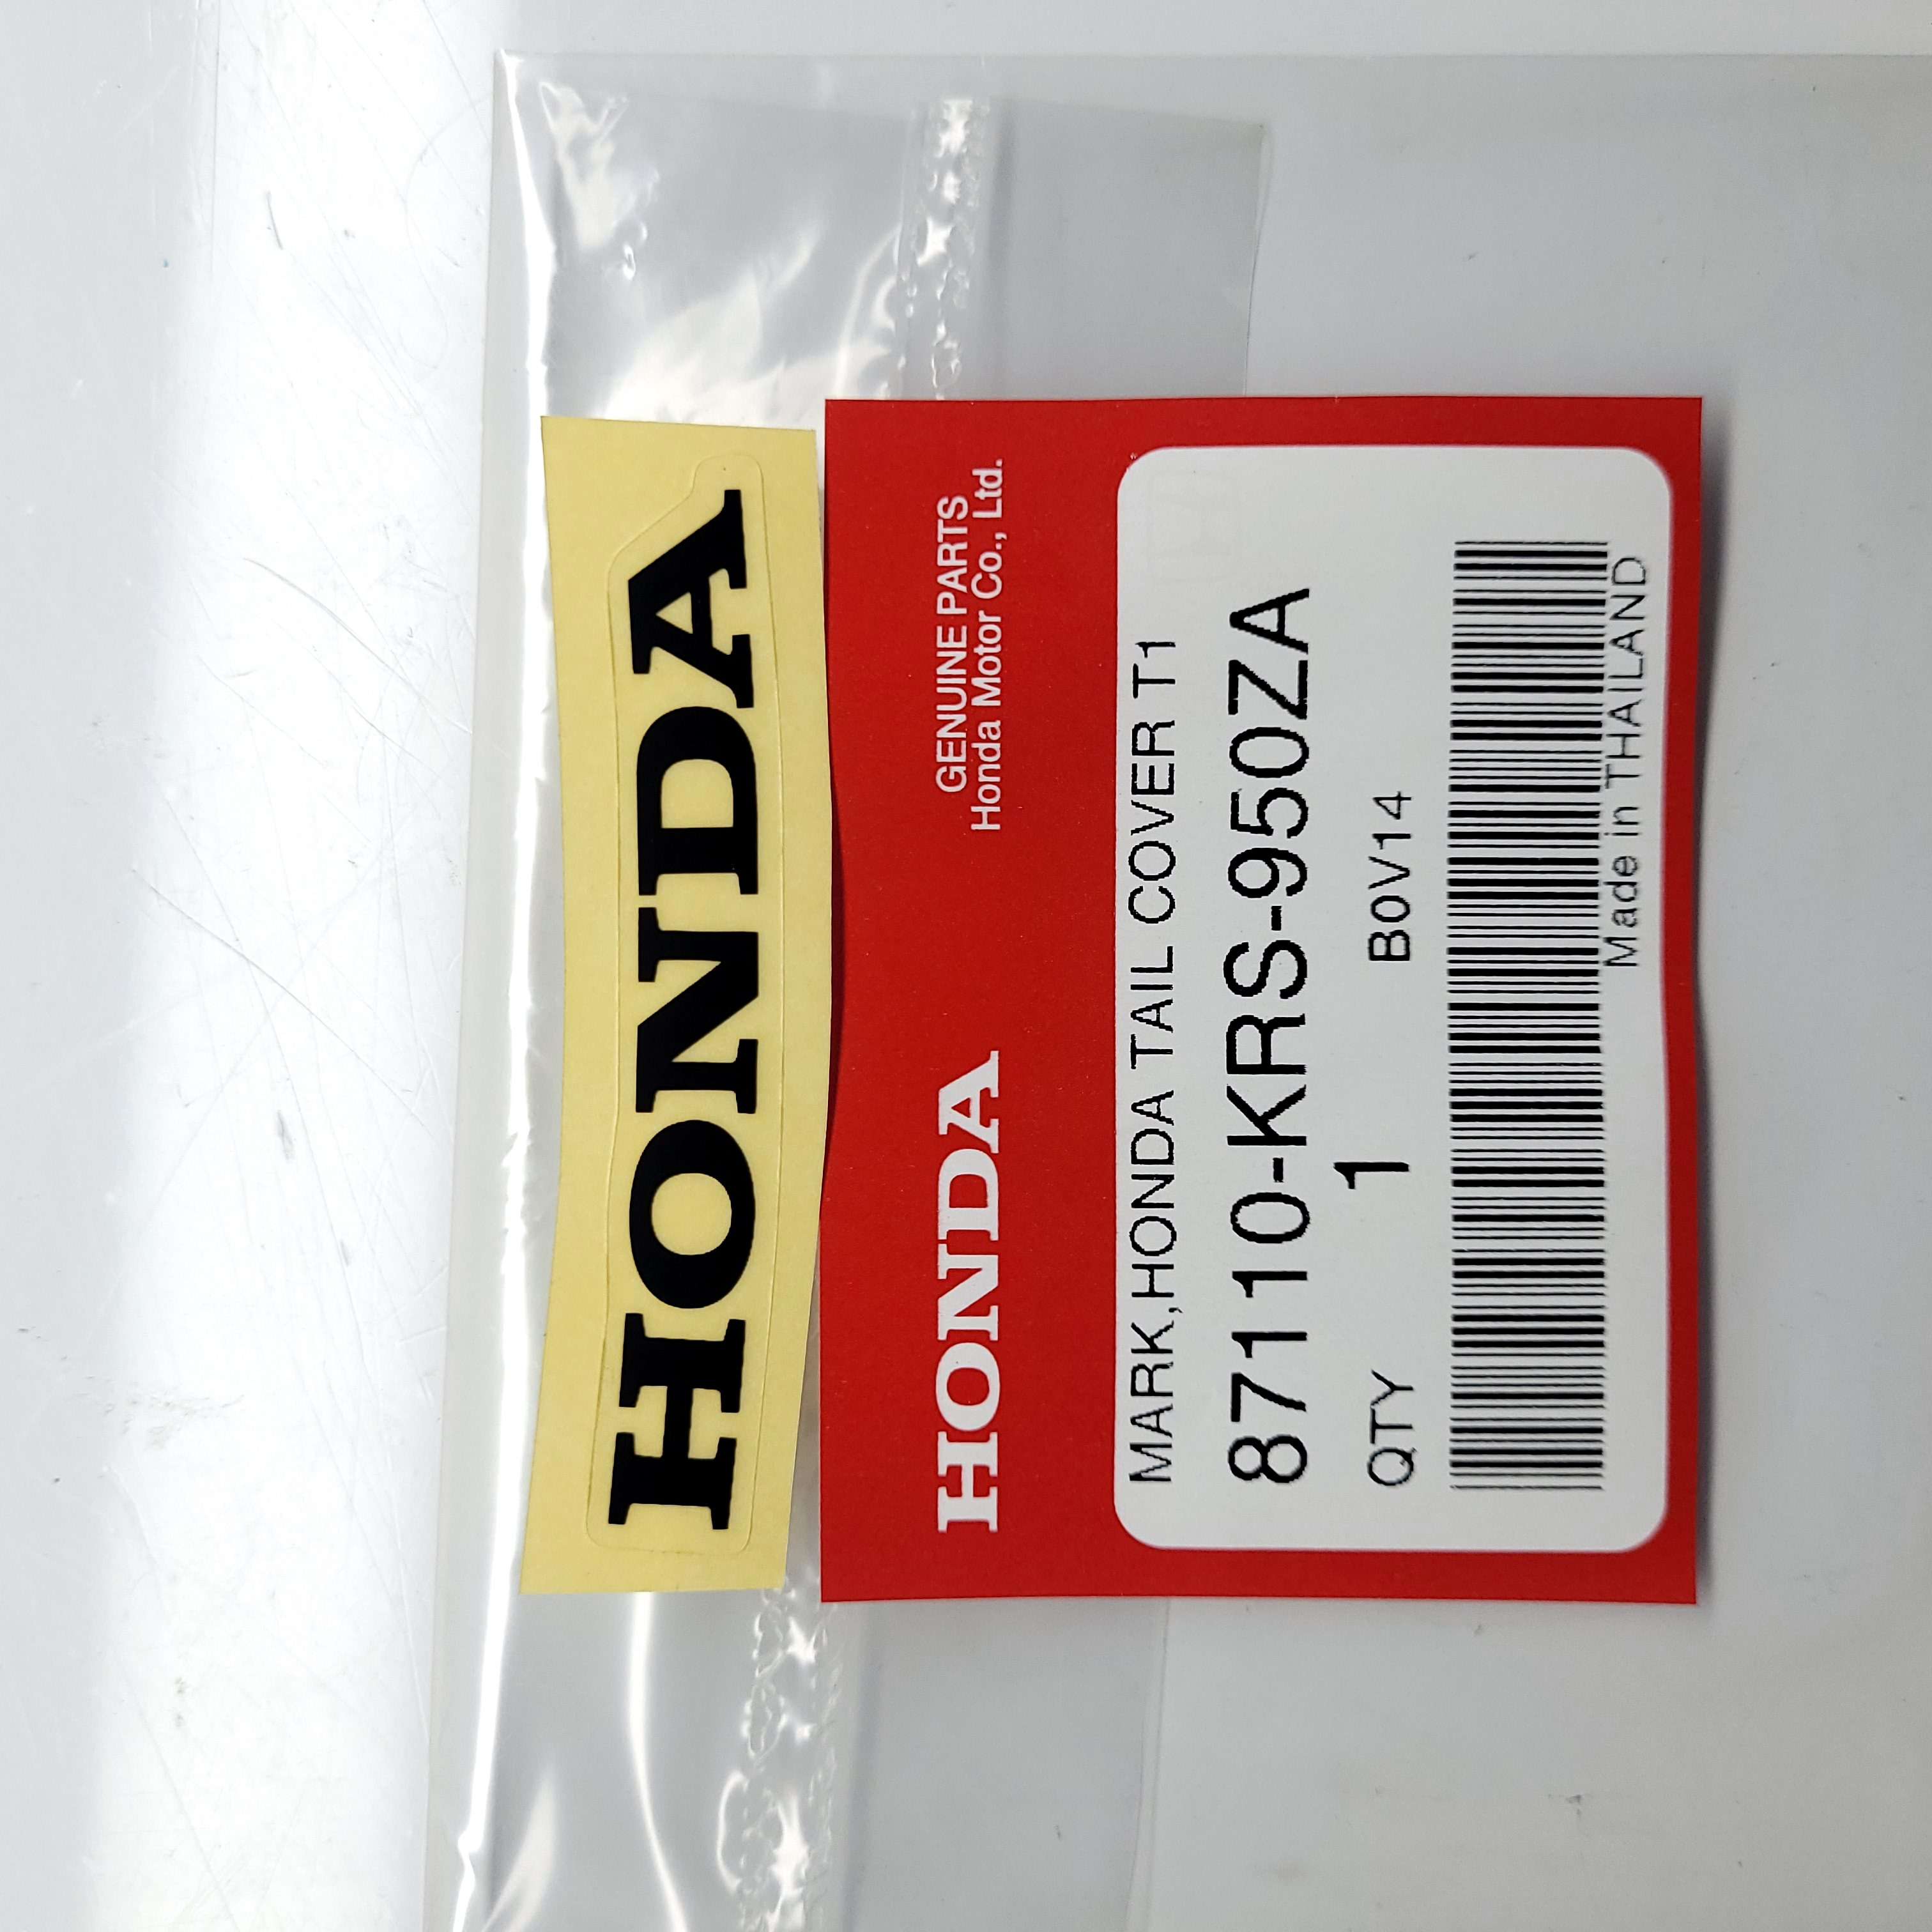 HONDA
HONDA
GENUINE PARTS
Honda Motor Co., Ltd.
MARK,HONDA TAIL COVER T1
87110-KRS-950ZA
QTY 1 B0V14
Made in THAILAND